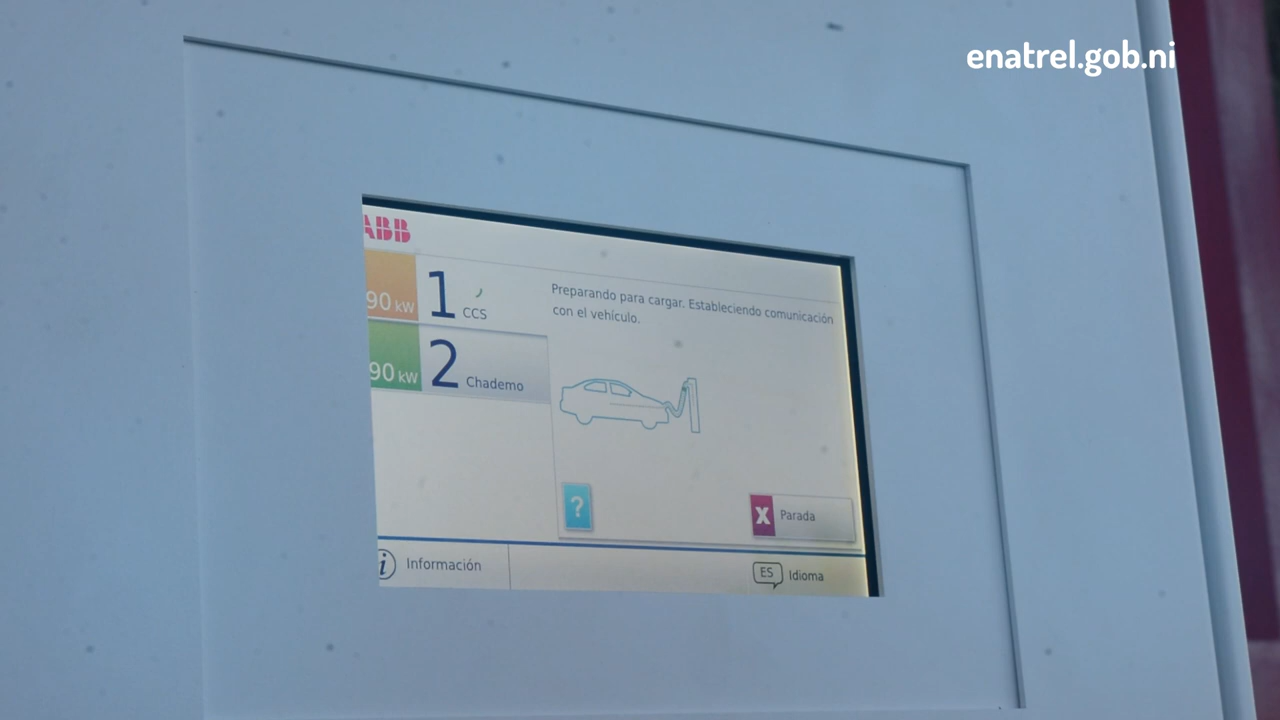 enatrel.gob.ni
ABB
90 kW
1
CCS
Preparando para cargar. Estableciendo comunicación
con el vehículo.
90 kW
2
Chademo
?
X Parada
i Información
ES Idioma